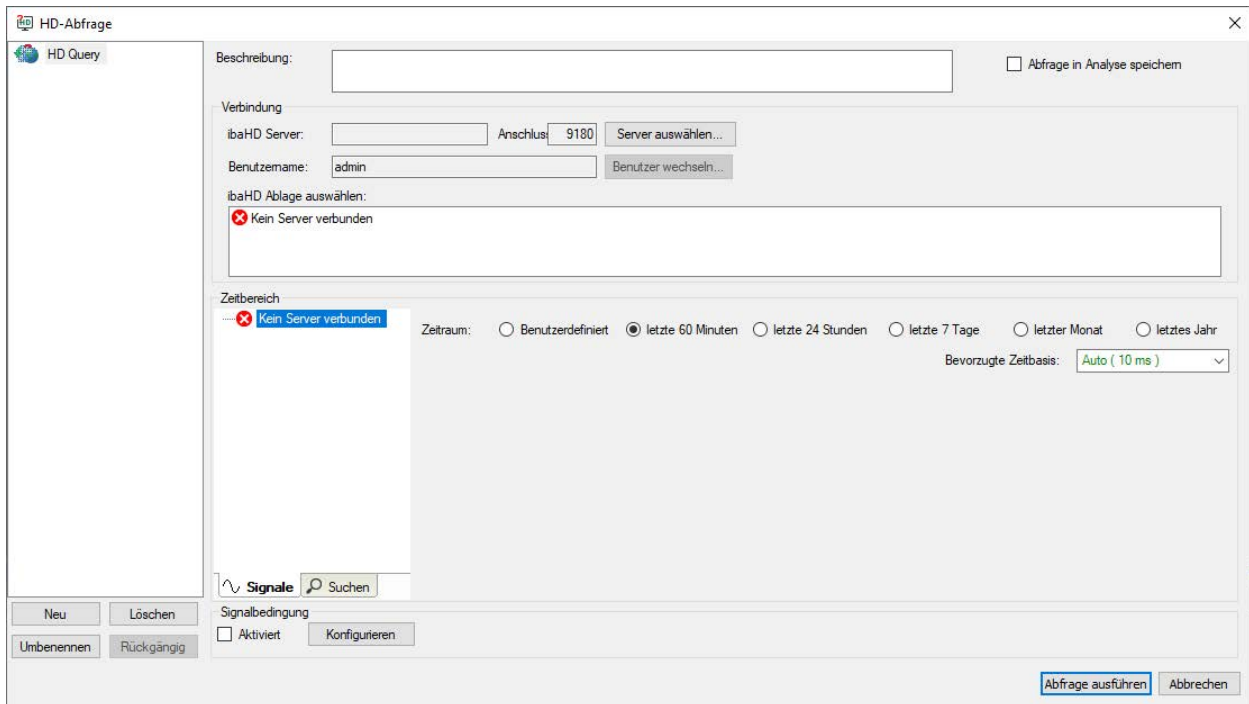 HD-Abfrage
HD Query
Beschreibung:
Abfrage in Analyse speichern
Verbindung
ibaHD Server:
Anschlus: 9180
Server auswählen...
Benutzername: admin
Benutzer wechseln...
ibaHD Ablage auswählen:
Kein Server verbunden
Zeitbereich
Kein Server verbunden
Zeitraum: Benutzerdefiniert letzte 60 Minuten letzte 24 Stunden letzte 7 Tage letzter Monat letztes Jahr
Bevorzugte Zeitbasis: Auto ( 10 ms )
Signale Suchen
Neu Löschen
Umbenennen Rückgängig
Signalbedingung
Aktiviert Konfigurieren
Abfrage ausführen Abbrechen